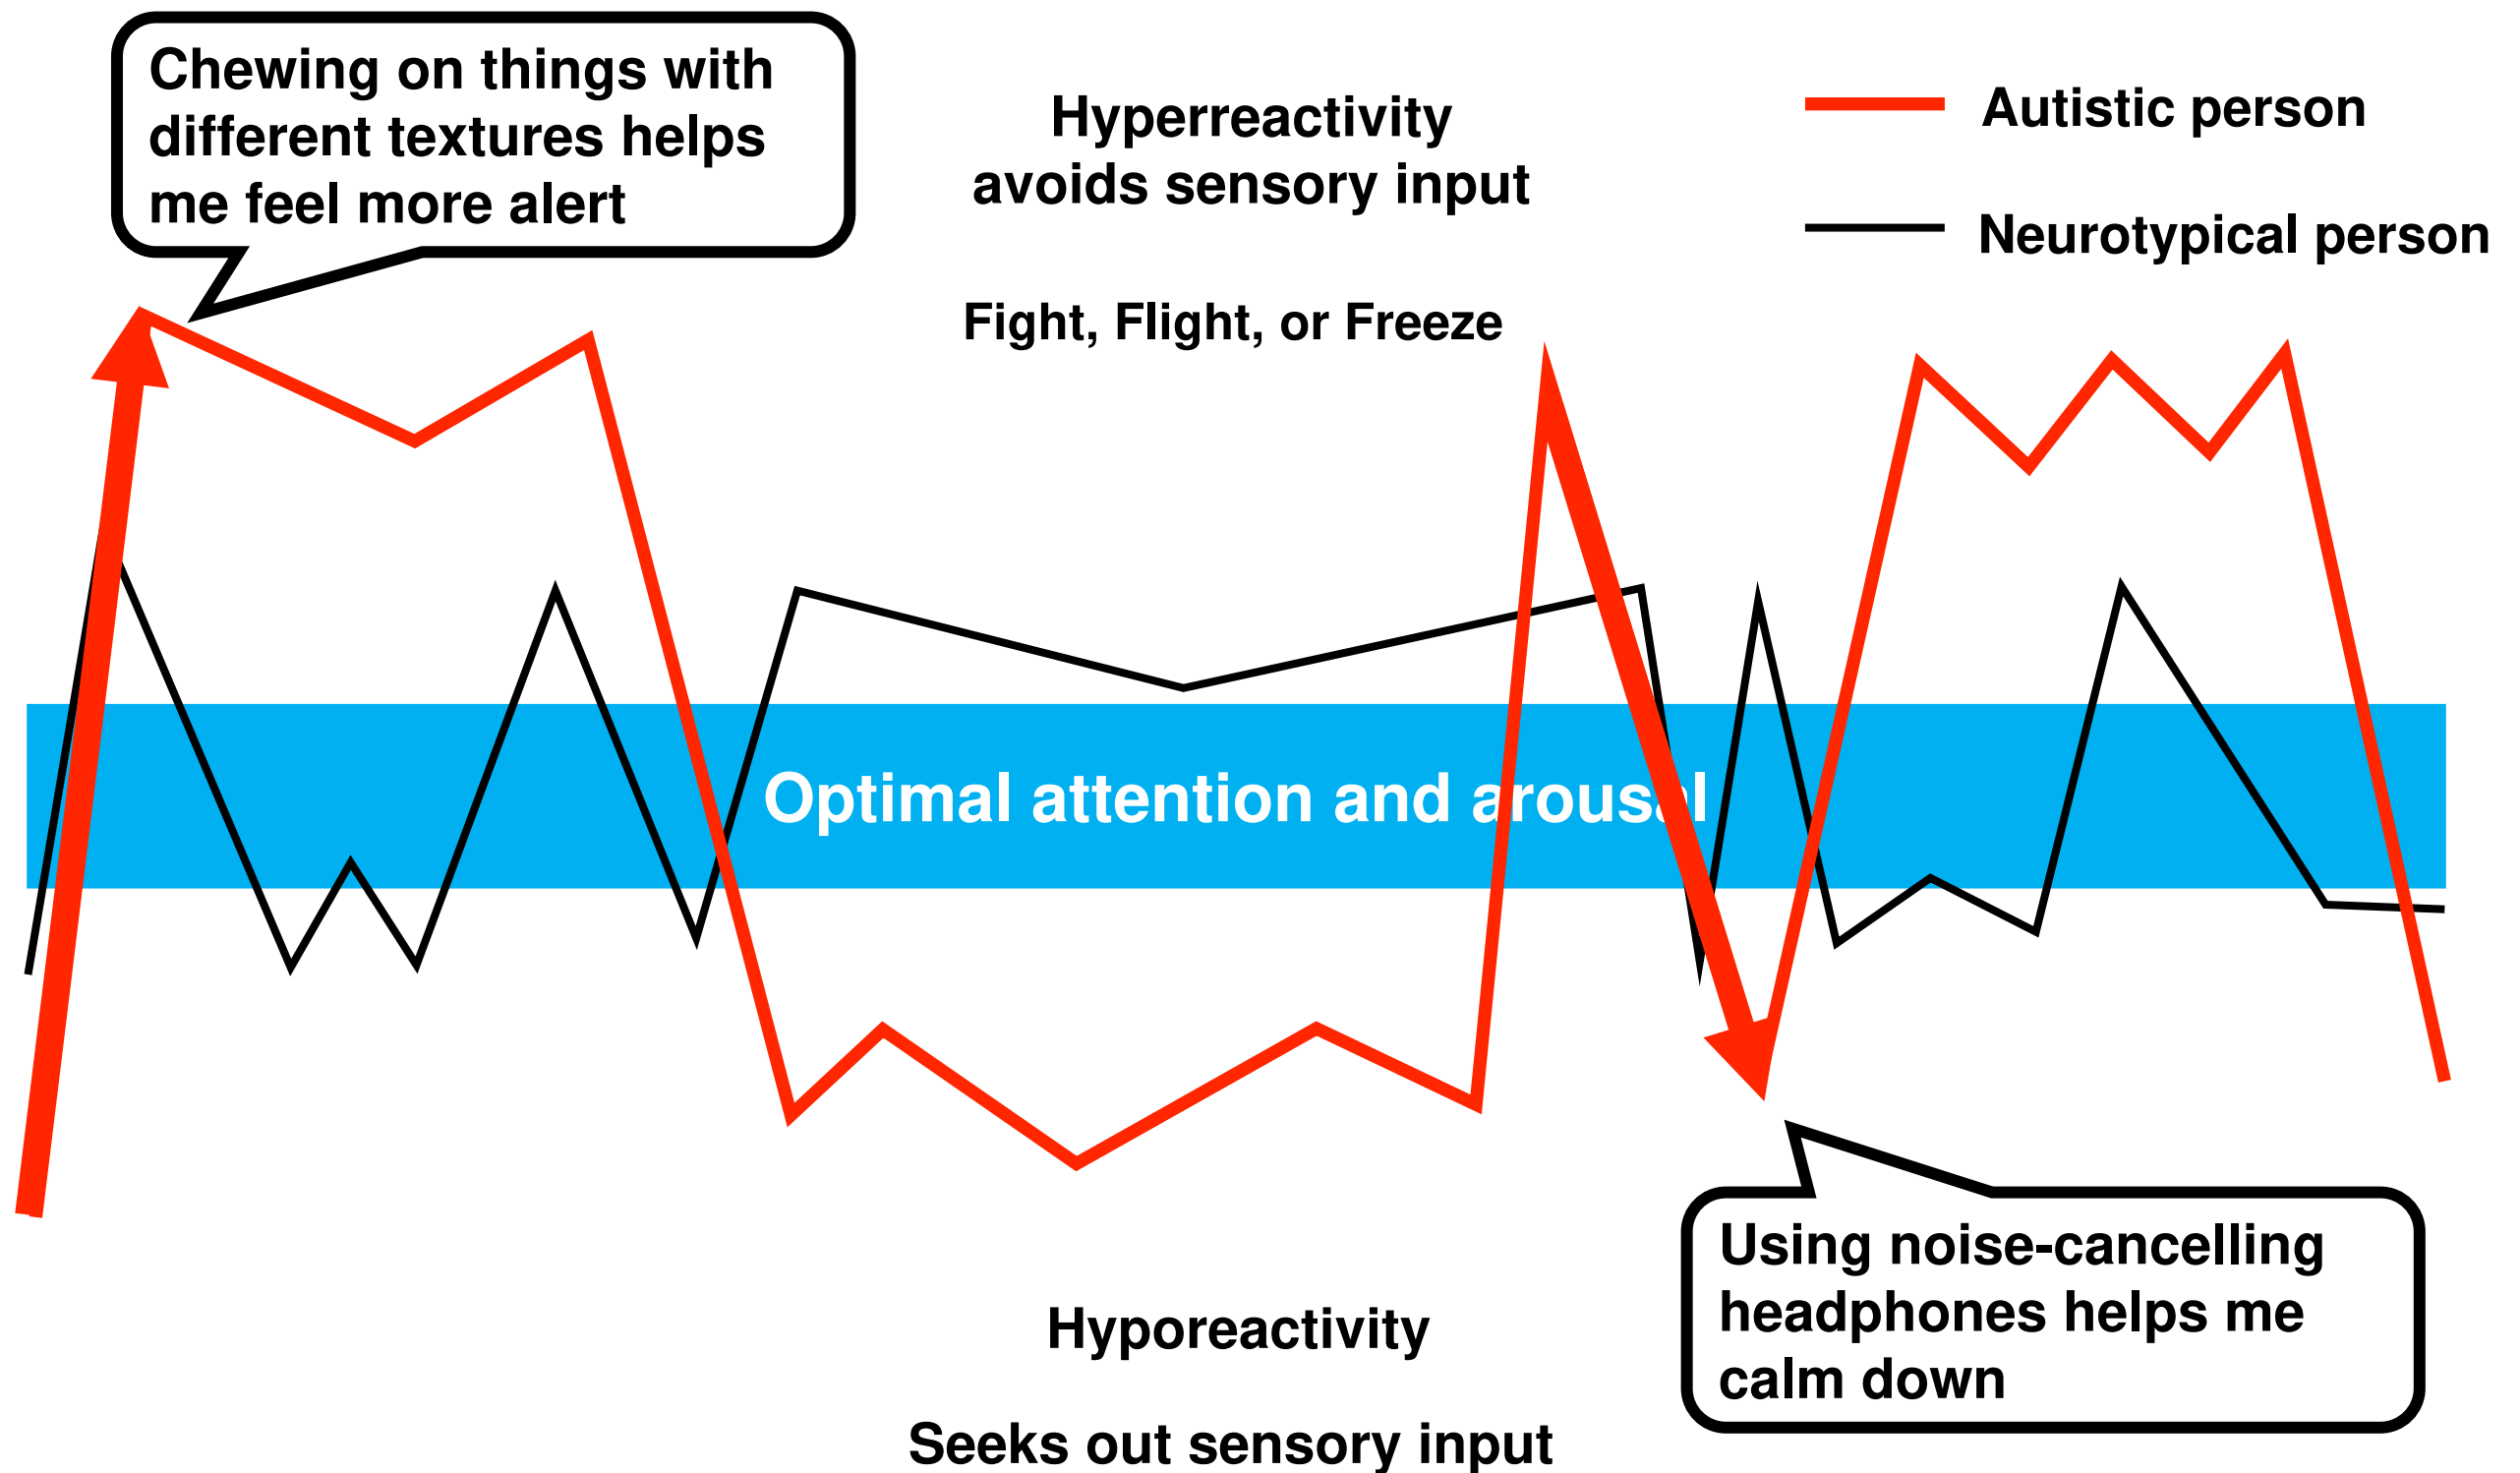 Chewing on things with
different textures helps
me feel more alert
Hyperreactivity
avoids sensory input
Fight, Flight, or Freeze
Autistic person
Neurotypical person
Optimal attention and arousal
Hyporeactivity
Seeks out sensory input
Using noise-cancelling
headphones helps me
calm down